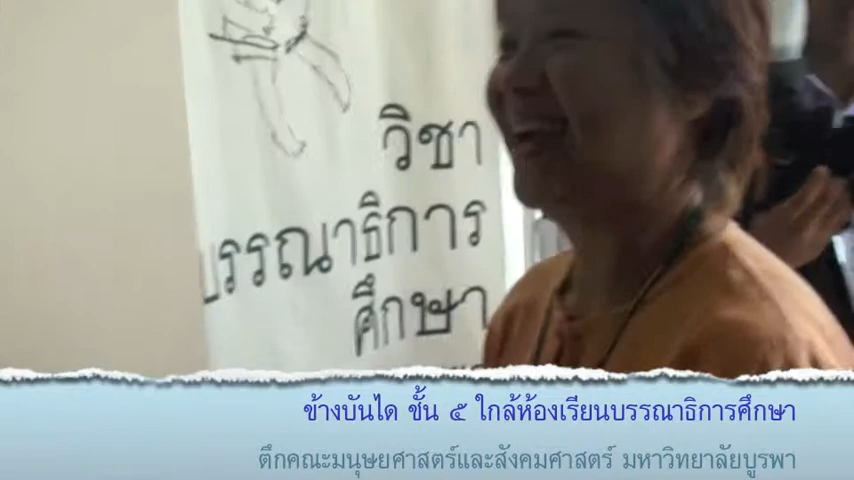 วิชา
บรรณาธิการ
ศึกษา
ข้างบันได ชั้น ๕ ใกล้ห้องเรียนบรรณาธิการศึกษา
ตึกคณะมนุษยศาสตร์และสังคมศาสตร์ มหาวิทยาลัยบูรพา